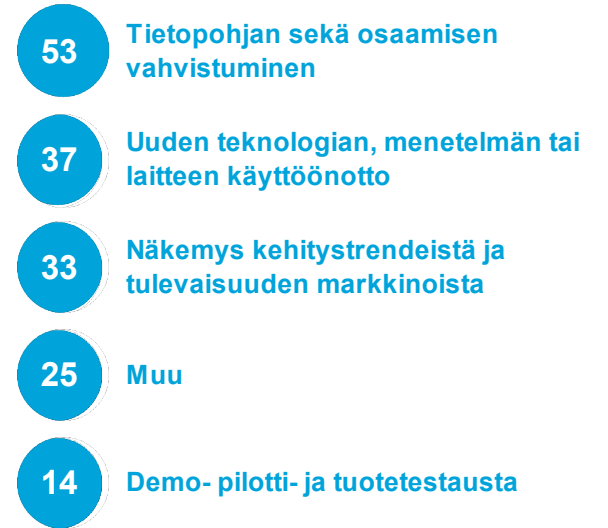 53
Tietopohjan sekä osaamisen
vahvistuminen
37
Uuden teknologian, menetelmän tai
laitteen käyttöönotto
33
Näkemys kehitystrendeistä ja
tulevaisuuden markkinoista
25
Muu
14
Demo- pilotti- ja tuotetestausta